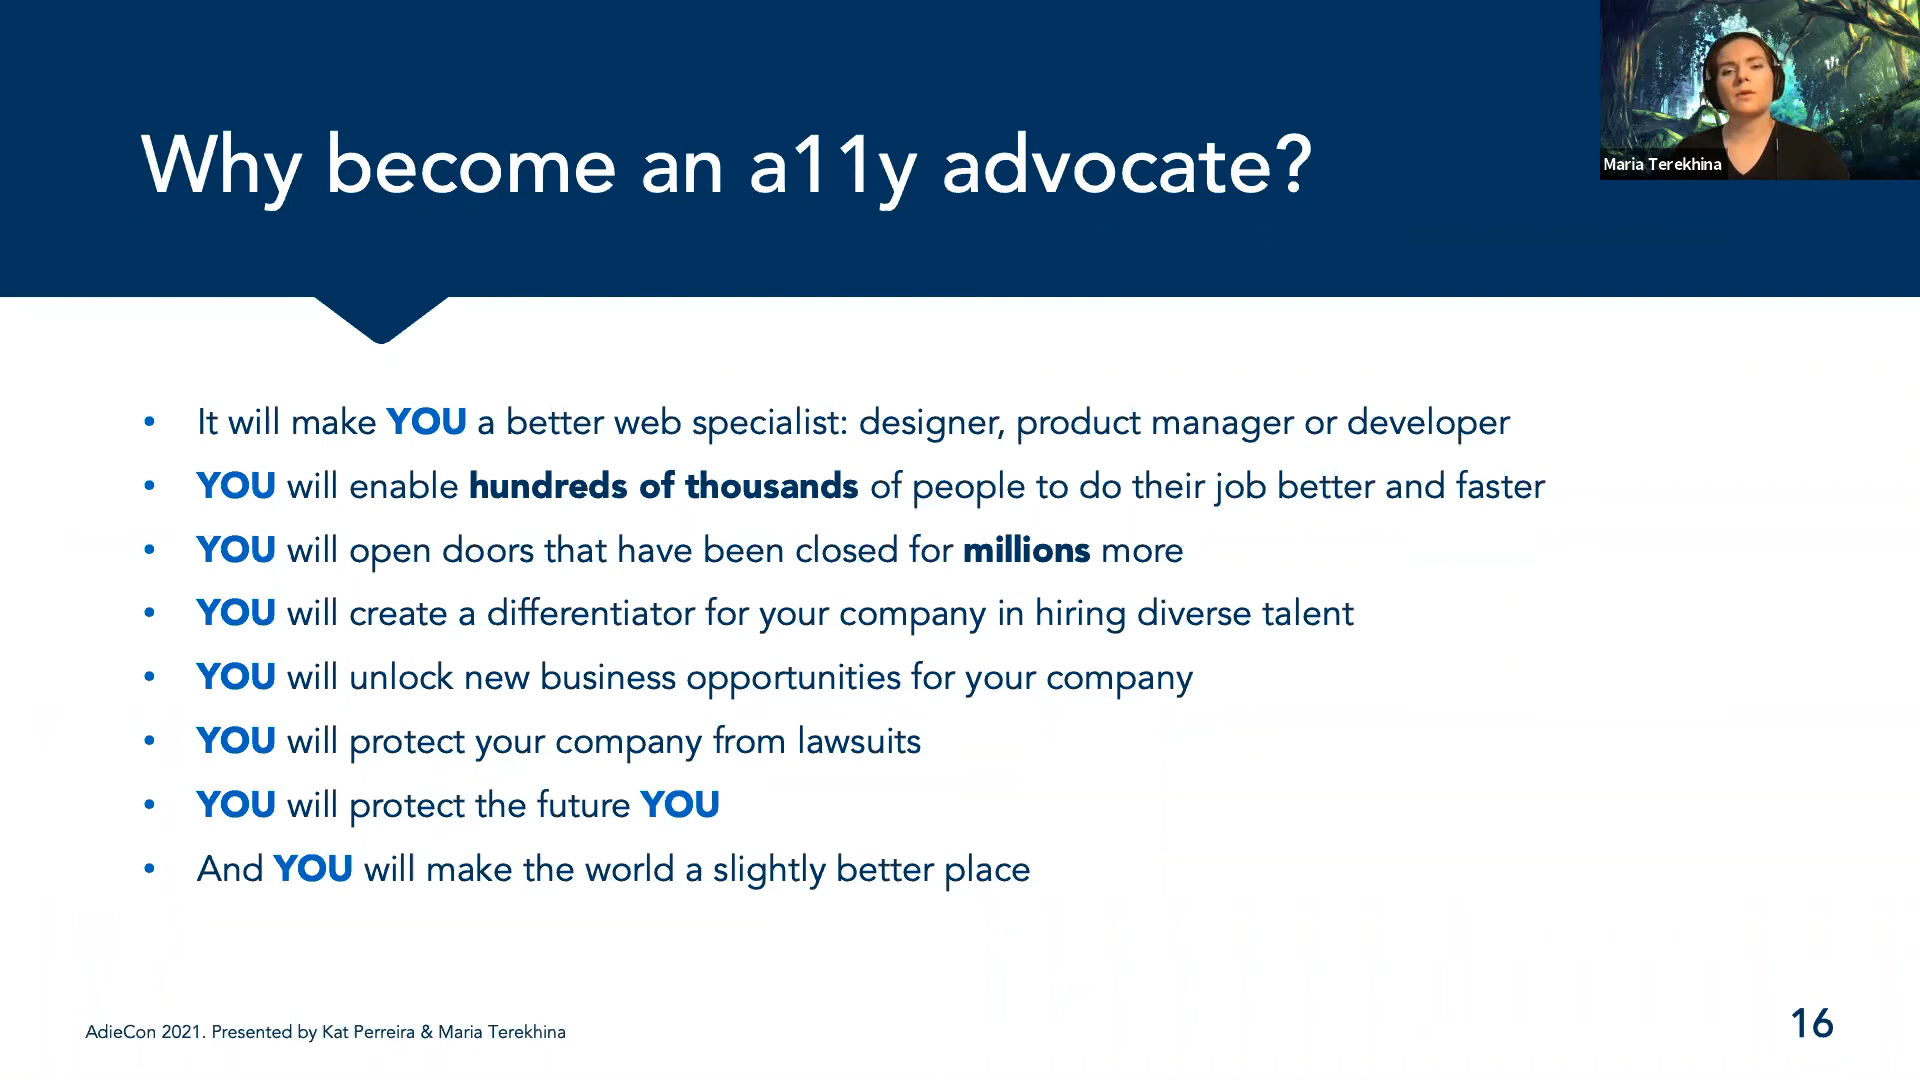 Why become an a11y advocate?
Maria Terekhina
• It will make YOU a better web specialist: designer, product manager or developer
• YOU will enable hundreds of thousands of people to do their job better and faster
• YOU will open doors that have been closed for millions more
• YOU will create a differentiator for your company in hiring diverse talent
• YOU will unlock new business opportunities for your company
• YOU will protect your company from lawsuits
• YOU will protect the future YOU
• And YOU will make the world a slightly better place
AdieCon 2021. Presented by Kat Perreira & Maria Terekhina
16